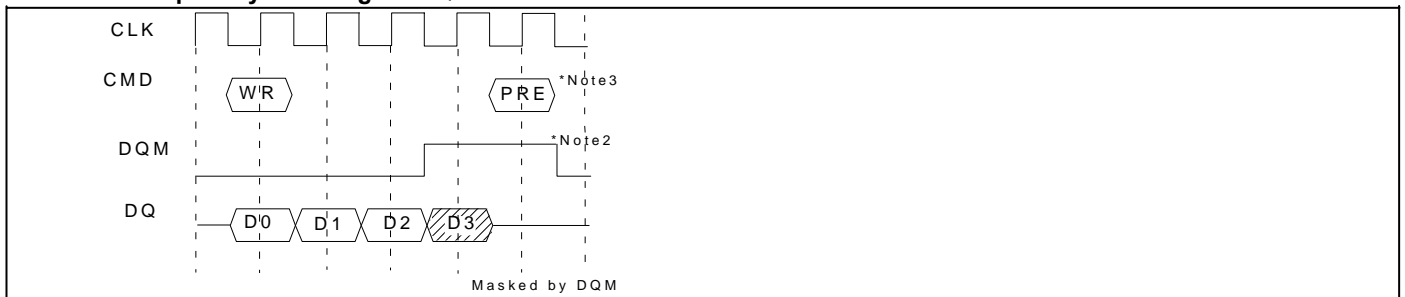 CLK
CMD WR PRE *Note3
DQM *Note2
DQ D0 D1 D2 D3
Masked by DQM